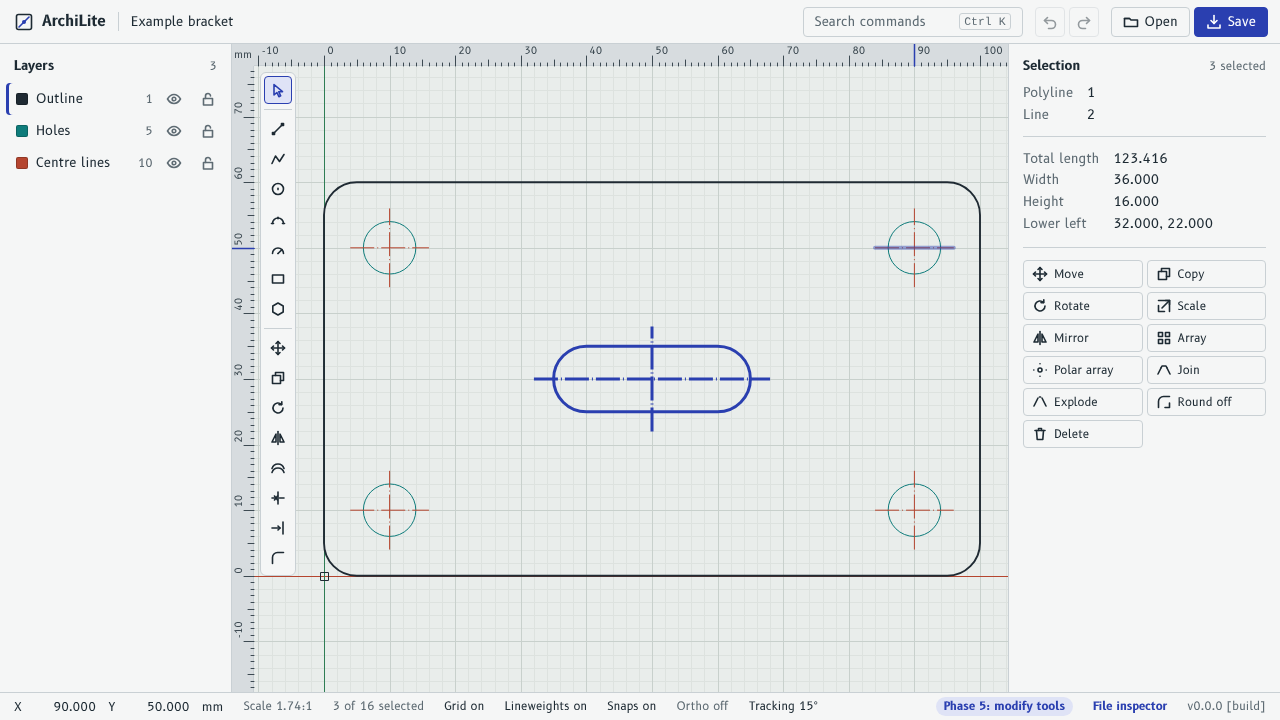 ArchiLite Example bracket Search commands Ctrl K Open Save
Layers 3
Outline 1
Holes 5
Centre lines 10
mm -10 0 10 20 30 40 50 60 70 80 90 100
70
60
50
40
30
20
10
0
-10
Selection 3 selected
Polyline 1
Line 2
Total length 123.416
Width 36.000
Height 16.000
Lower left 32.000, 22.000
Move Copy
Rotate Scale
Mirror Array
Polar array Join
Explode Round off
Delete
X 90.000 Y 50.000 mm Scale 1.74:1 3 of 16 selected Grid on Lineweights on Snaps on Ortho off Tracking 15° Phase 5: modify tools File inspector v0.0.0 [build]